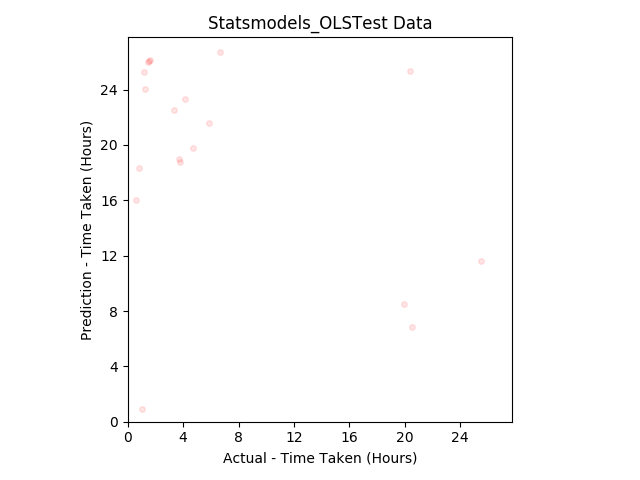 Statsmodels_OLSTest Data
Prediction - Time Taken (Hours)
24
20
16
12
8
4
0
0 4 8 12 16 20 24
Actual - Time Taken (Hours)